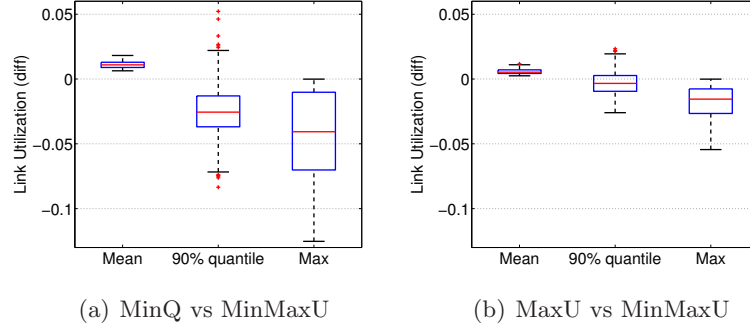 0.05
0
−0.05
−0.1
Link Utilization (diff)
Mean 90% quantile Max
(a) MinQ vs MinMaxU
0.05
0
−0.05
−0.1
Link Utilization (diff)
Mean 90% quantile Max
(b) MaxU vs MinMaxU